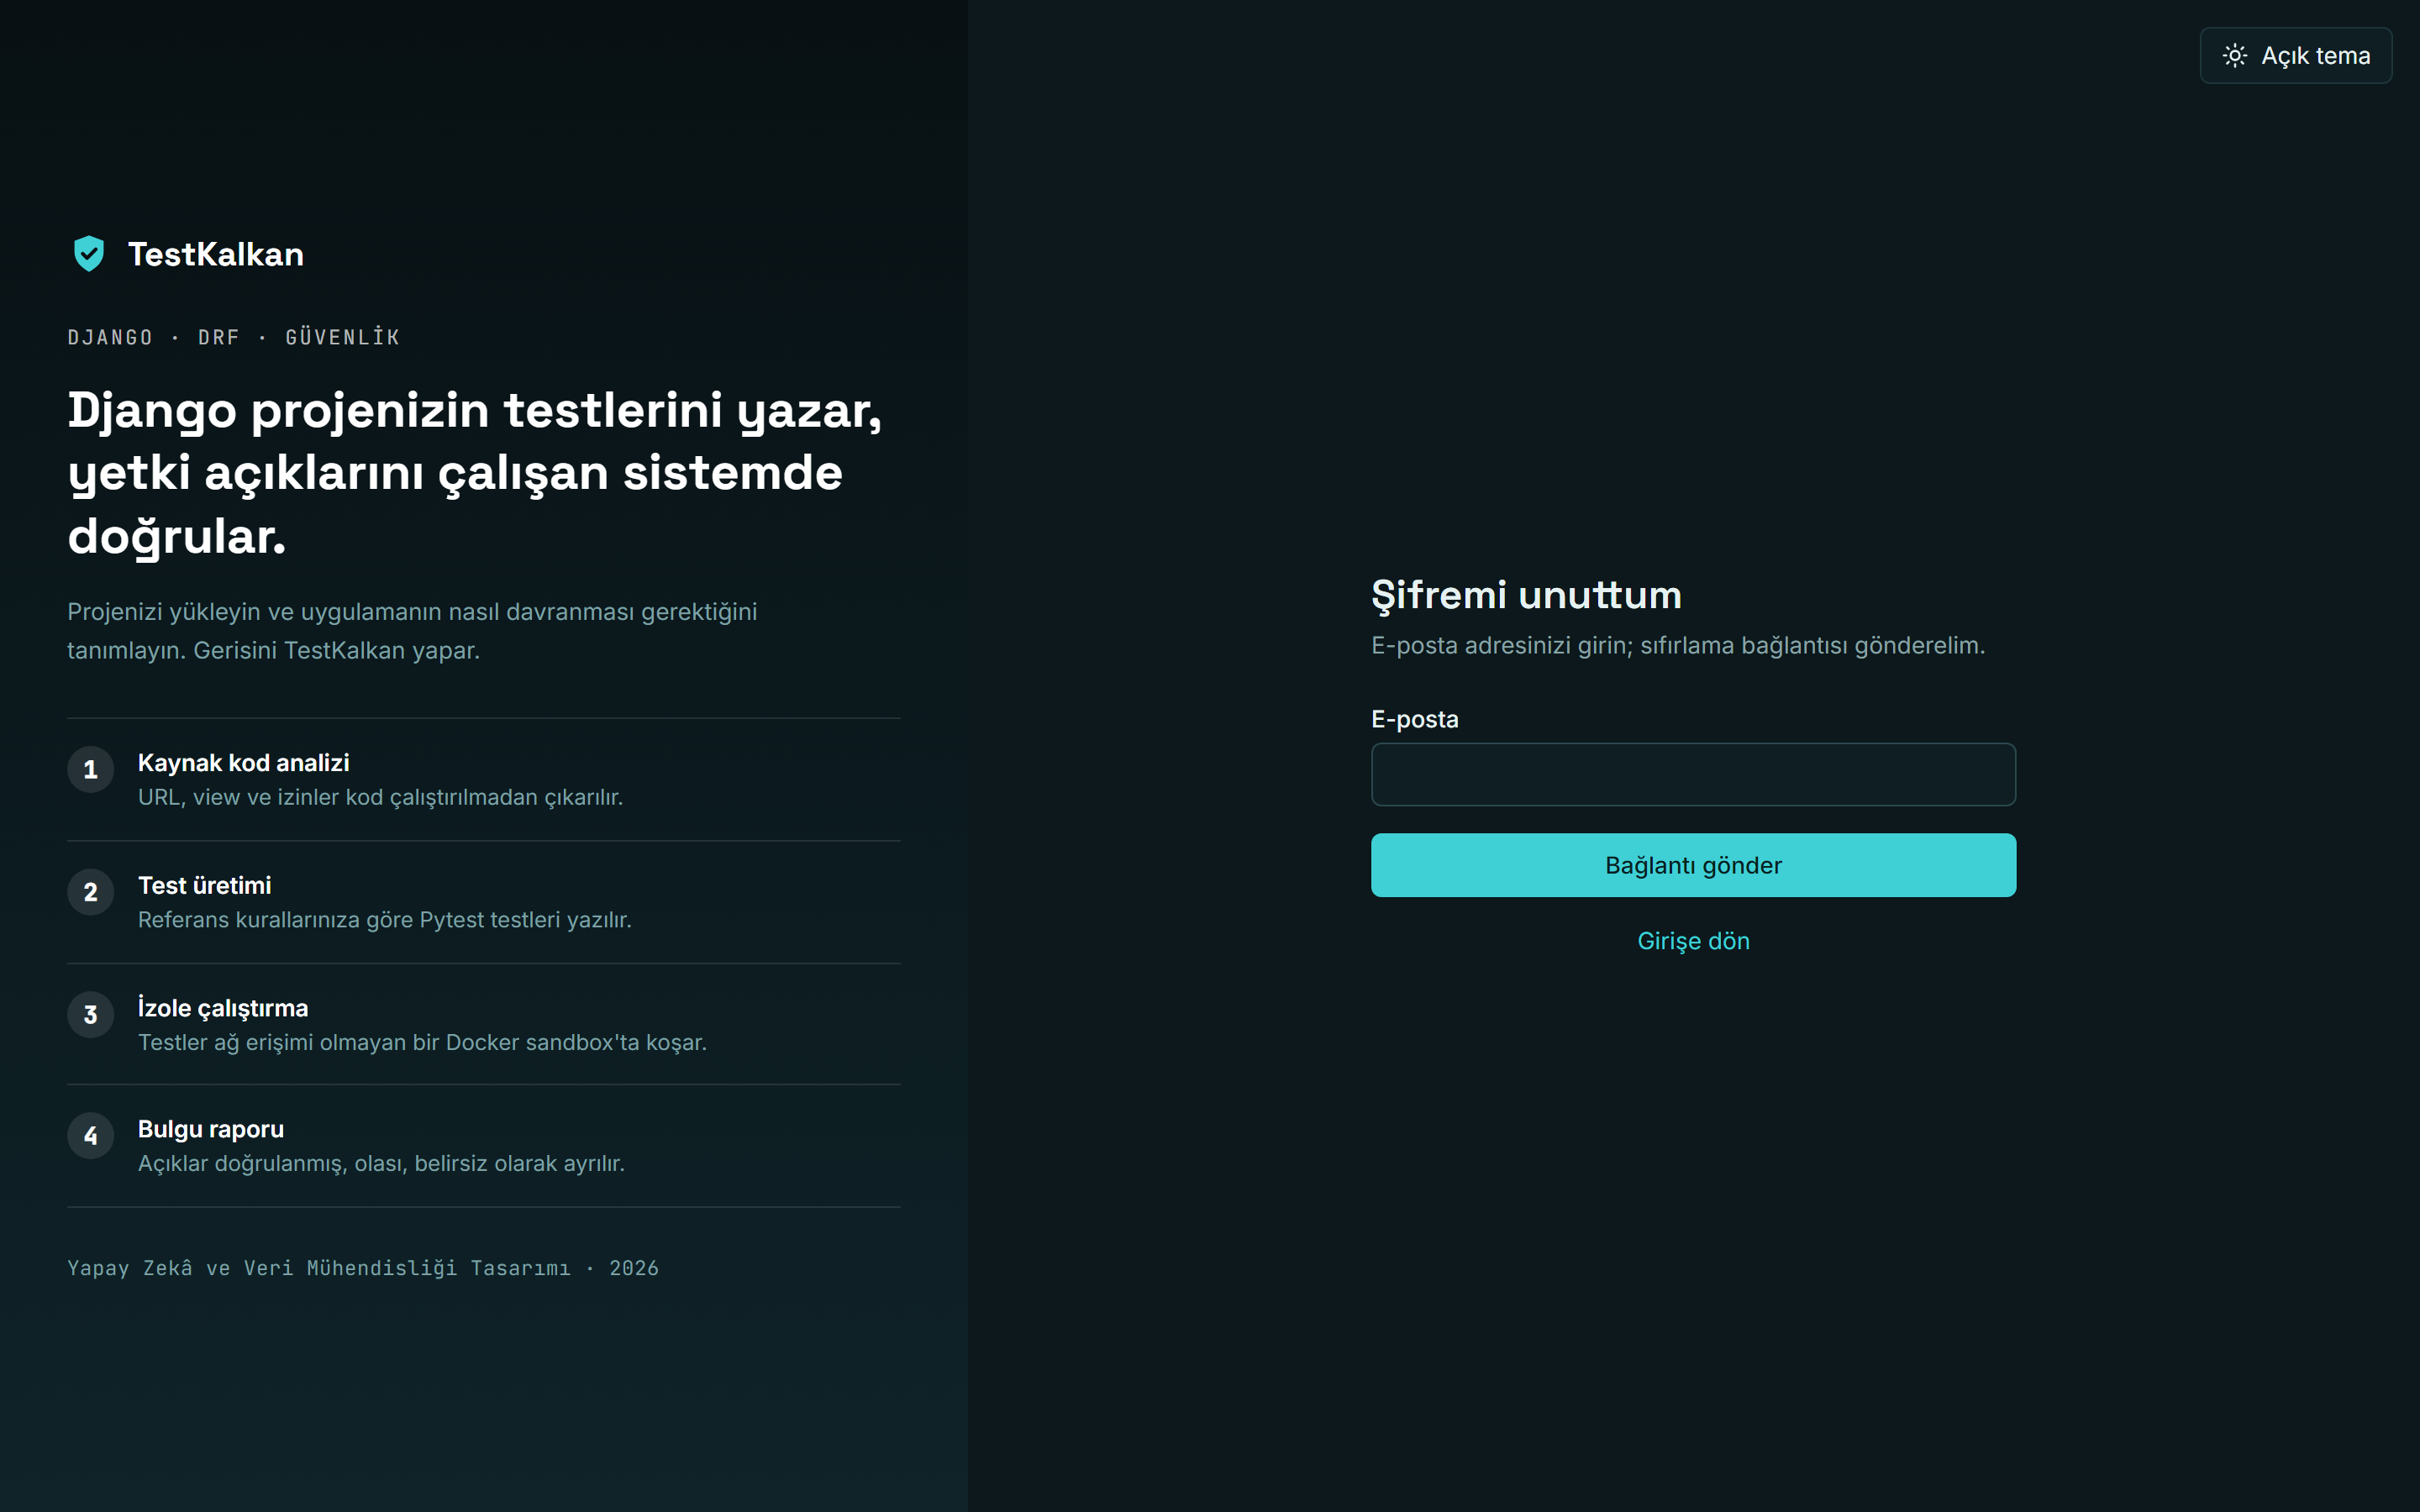 Açık tema
TestKalkan
DJANGO · DRF · GÜVENLİK
Django projenizin testlerini yazar,
yetki açıklarını çalışan sistemde
doğrular.
Projenizi yükleyin ve uygulamanın nasıl davranması gerektiğini
tanımlayın. Gerisini TestKalkan yapar.
1
Kaynak kod analizi
URL, view ve izinler kod çalıştırılmadan çıkarılır.
2
Test üretimi
Referans kurallarınıza göre Pytest testleri yazılır.
3
İzole çalıştırma
Testler ağ erişimi olmayan bir Docker sandbox'ta koşar.
4
Bulgu raporu
Açıklar doğrulanmış, olası, belirsiz olarak ayrılır.
Yapay Zekâ ve Veri Mühendisliği Tasarımı · 2026
Şifremi unuttum
E-posta adresinizi girin; sıfırlama bağlantısı gönderelim.
E-posta
Bağlantı gönder
Girişe dön